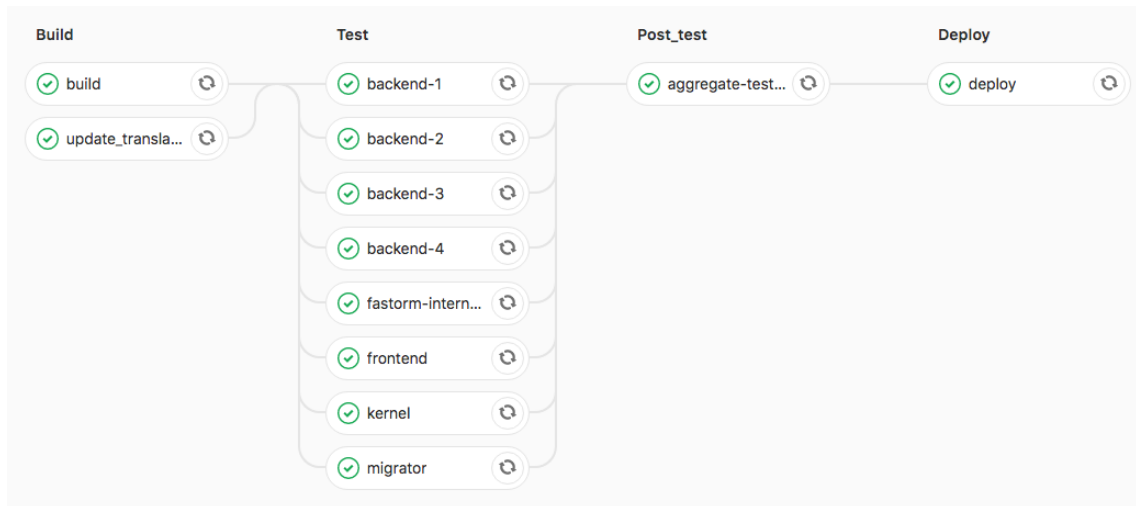 Build
build
update_transla...
Test
backend-1
backend-2
backend-3
backend-4
fastorm-intern...
frontend
kernel
migrator
Post_test
aggregate-test...
Deploy
deploy